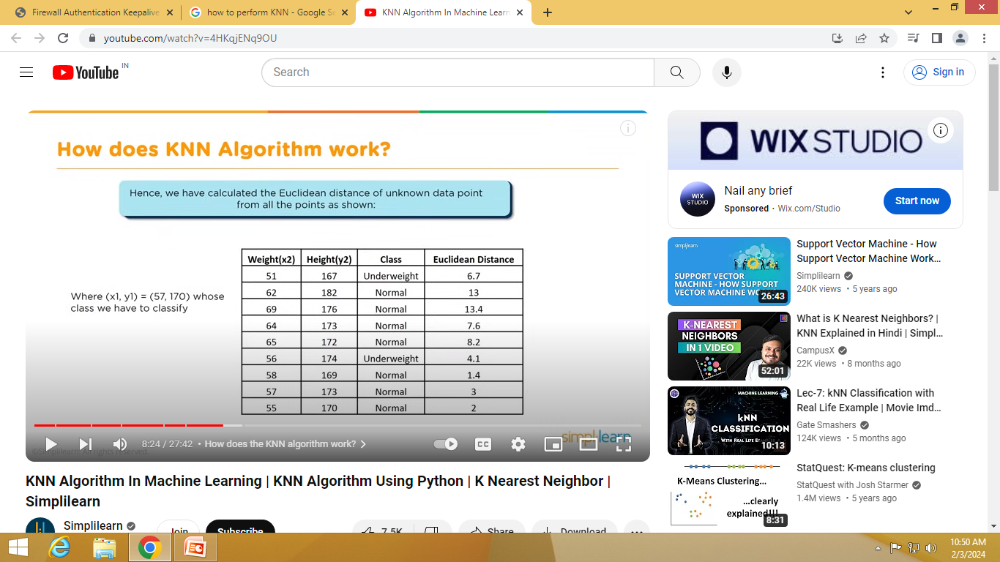 Firewall Authentication Keepalive
how to perform KNN - Google Se
KNN Algorithm In Machine Learn
youtube.com/watch?v=4HKqjENq9OU
YouTube IN
Search
Sign in
How does KNN Algorithm work?
Hence, we have calculated the Euclidean distance of unknown data point
from all the points as shown:
Where (x1, y1) = (57, 170) whose
class we have to classify
Weight(x2) Height(y2) Class Euclidean Distance
51 167 Underweight 6.7
62 182 Normal 13
69 176 Normal 13.4
64 173 Normal 7.6
65 172 Normal 8.2
56 174 Underweight 4.1
58 169 Normal 1.4
57 173 Normal 3
55 170 Normal 2
simplilearn
8:24 / 27:42 • How does the KNN algorithm work?
CC
©Simplilearn. All rights reserved.
KNN Algorithm In Machine Learning | KNN Algorithm Using Python | K Nearest Neighbor |
Simplilearn
Simplilearn
Join
Subscribe
7.5K
Share
Download
WIX STUDIO
WIX
STUDIO
Nail any brief
Sponsored · Wix.com/Studio
Start now
simplilearn
SUPPORT VECTOR
MACHINE - HOW SUPPORT
VECTOR MACHINE WO
26:43
Support Vector Machine - How
Support Vector Machine Work...
Simplilearn
240K views • 5 years ago
K-NEAREST
NEIGHBORS
IN 1 VIDEO
52:01
What is K Nearest Neighbors? |
KNN Explained in Hindi | Simpl...
CampusX
22K views • 8 months ago
MACHINE LEARNING
kNN
CLASSIFICATION
WITH REAL LIFE
10:13
Lec-7: kNN Classification with
Real Life Example | Movie Imd...
Gate Smashers
124K views • 5 months ago
K-Means Clustering...
...clearly
explained!!!
8:31
StatQuest: K-means clustering
StatQuest with Josh Starmer
1.4M views • 5 years ago
10:50 AM
2/3/2024